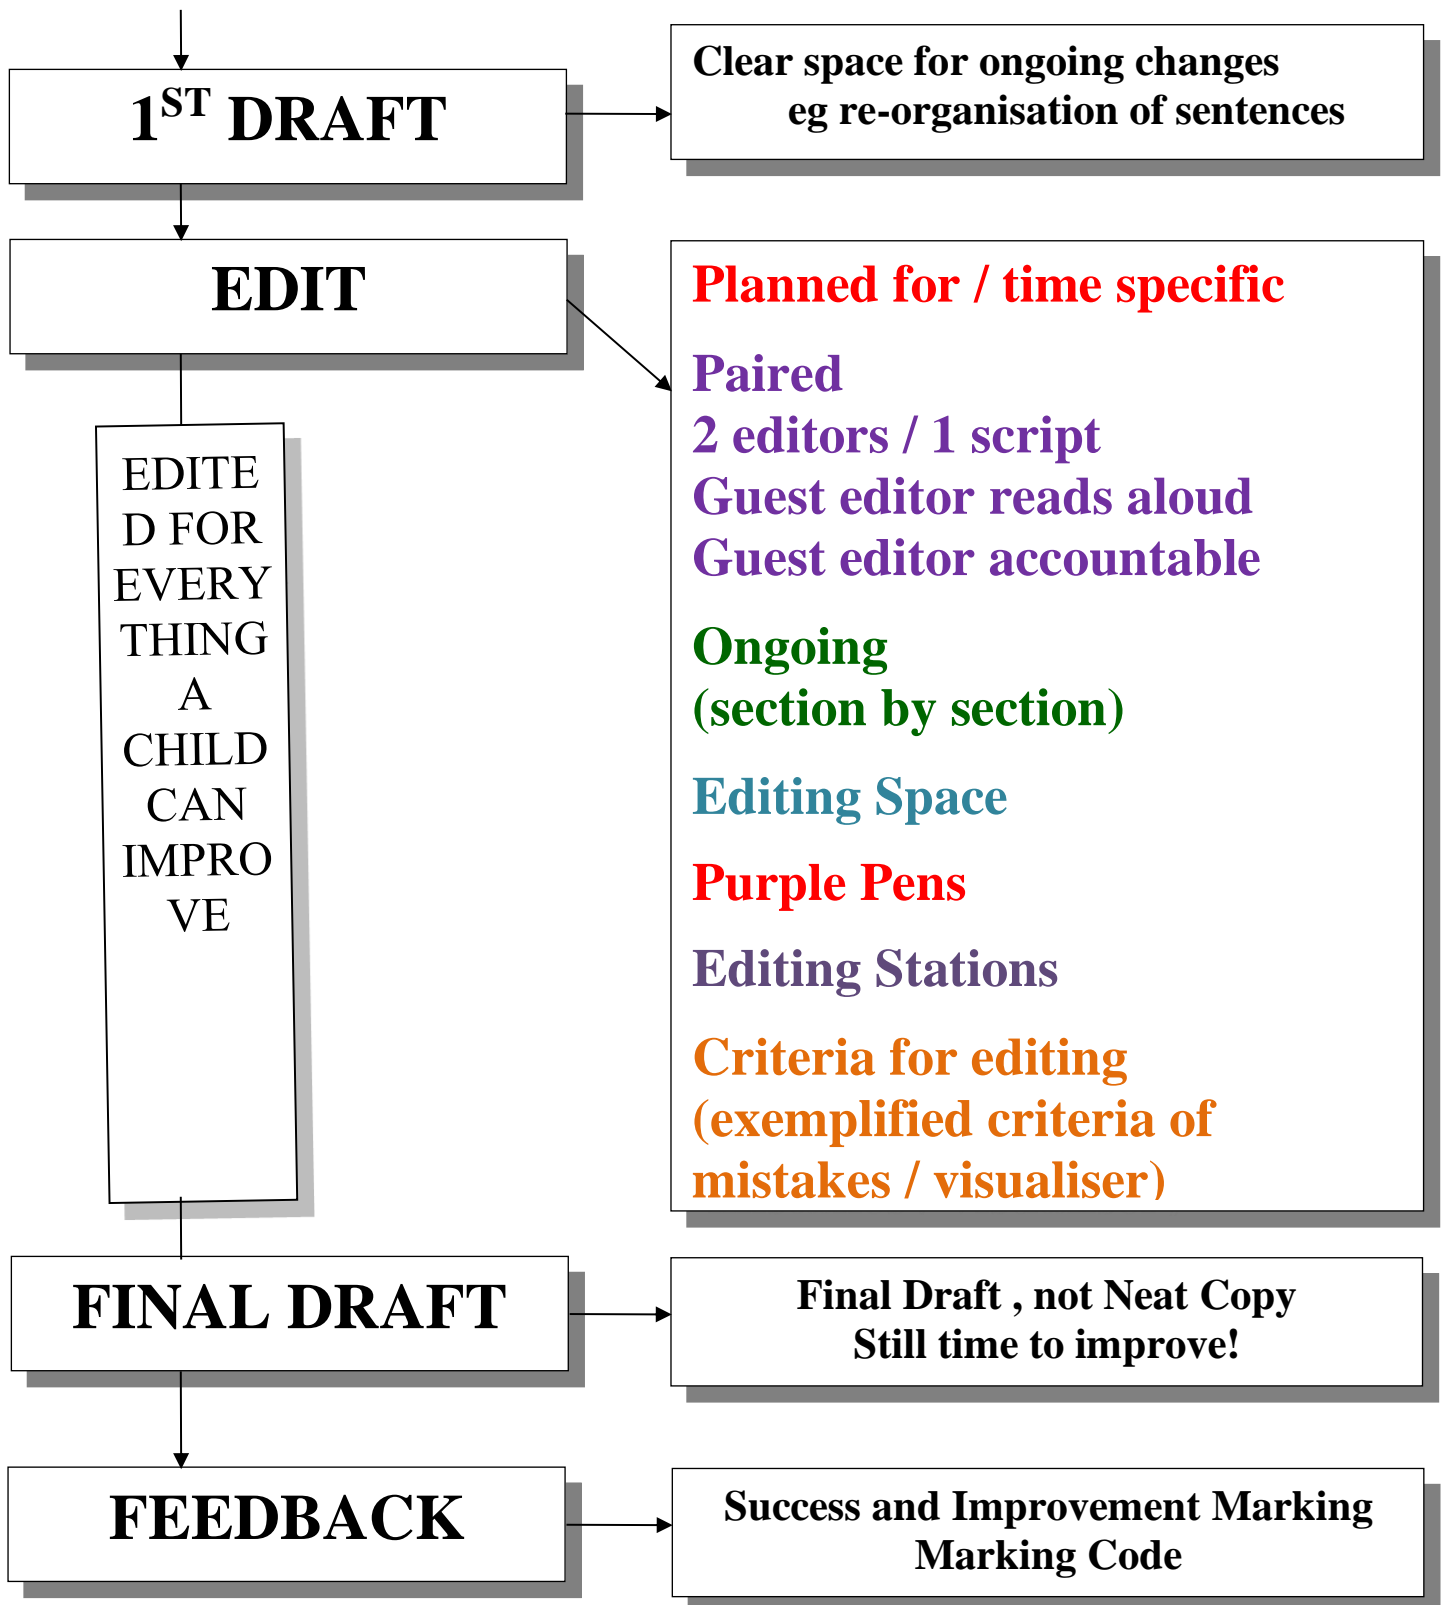 1ST DRAFT
Clear space for ongoing changes
eg re-organisation of sentences
EDIT
Planned for / time specific
Paired
2 editors / 1 script
Guest editor reads aloud
Guest editor accountable
Ongoing
(section by section)
Editing Space
Purple Pens
Editing Stations
Criteria for editing
(exemplified criteria of
mistakes / visualiser)
EDITE
D FOR
EVERY
THING
A
CHILD
CAN
IMPRO
VE
FINAL DRAFT
Final Draft , not Neat Copy
Still time to improve!
FEEDBACK
Success and Improvement Marking
Marking Code